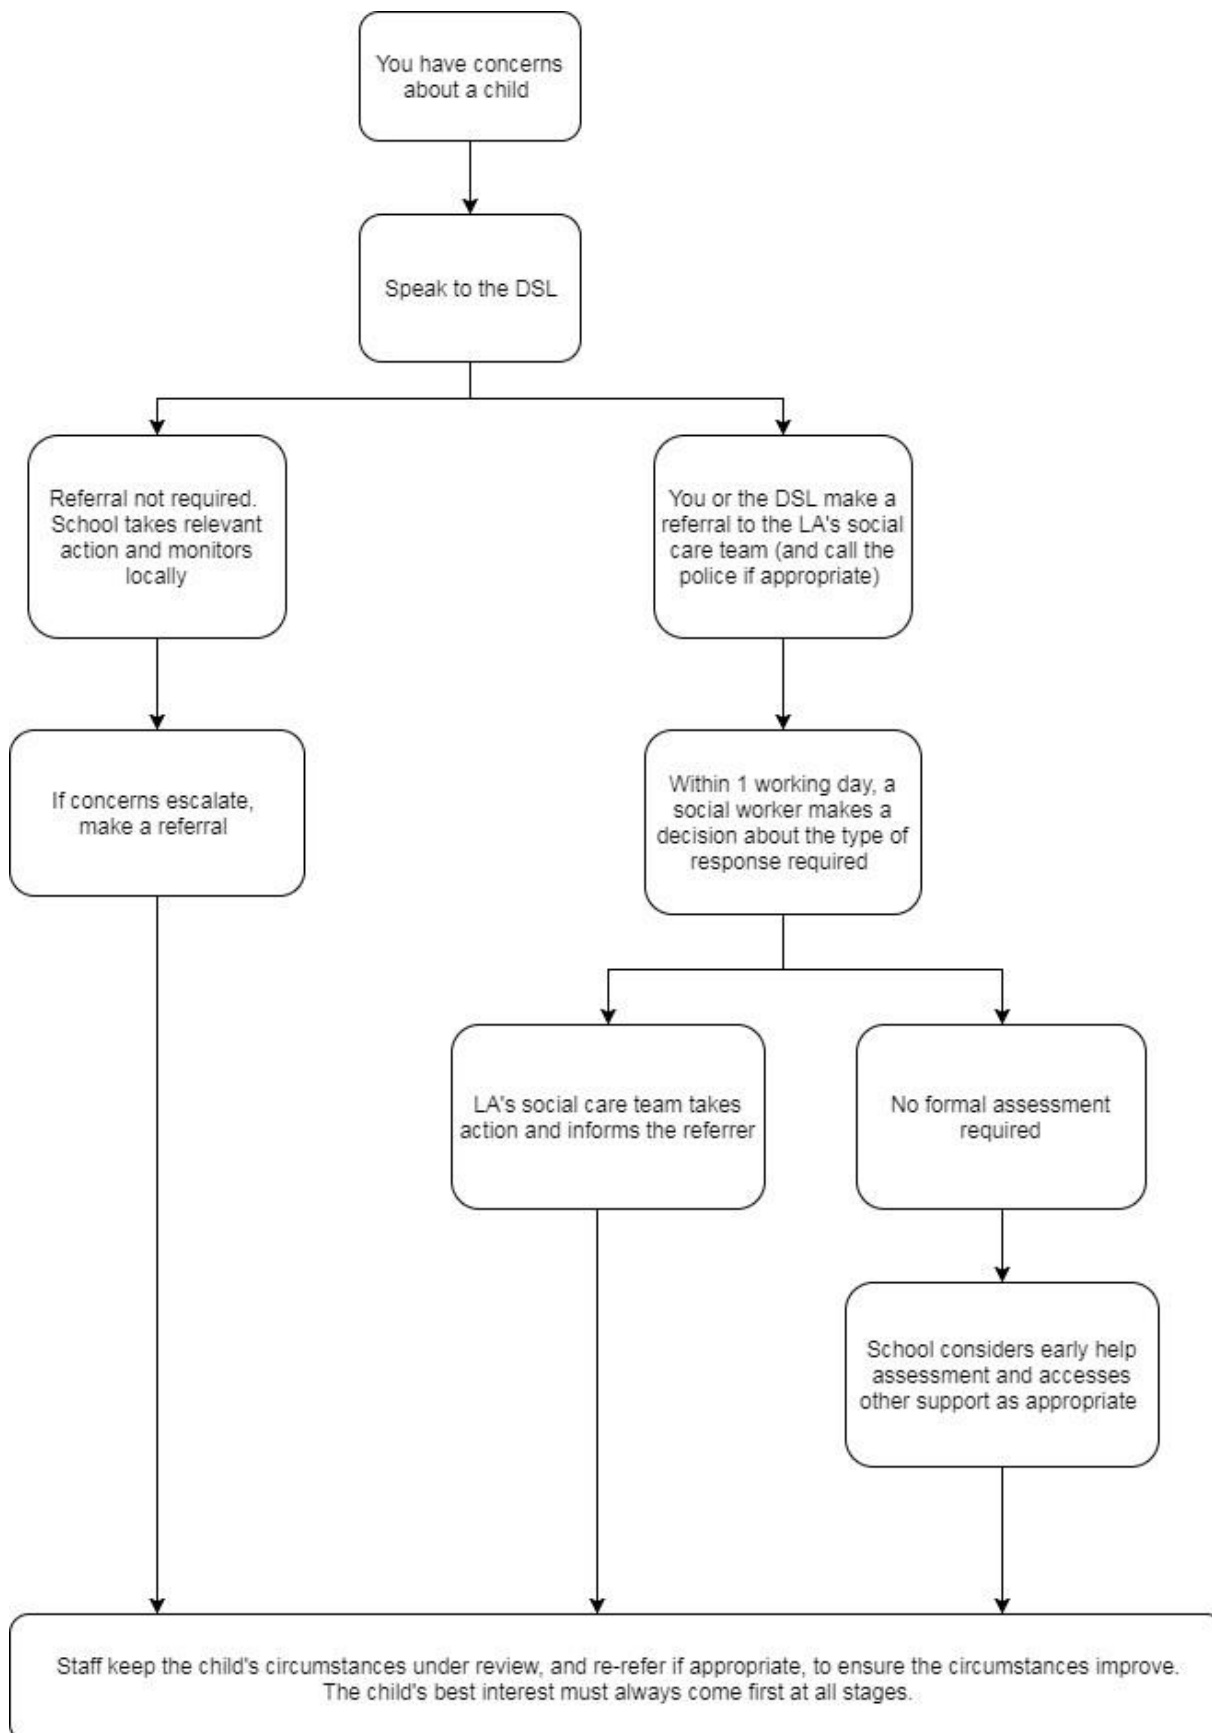 You have concerns
about a child
Speak to the DSL
Referral not required.
School takes relevant
action and monitors
locally
You or the DSL make a
referral to the LA's social
care team (and call the
police if appropriate)
If concerns escalate,
make a referral
Within 1 working day, a
social worker makes a
decision about the type of
response required
LA's social care team takes
action and informs the referrer
No formal assessment
required
School considers early help
assessment and accesses
other support as appropriate
Staff keep the child's circumstances under review, and re-refer if appropriate, to ensure the circumstances improve.
The child's best interest must always come first at all stages.